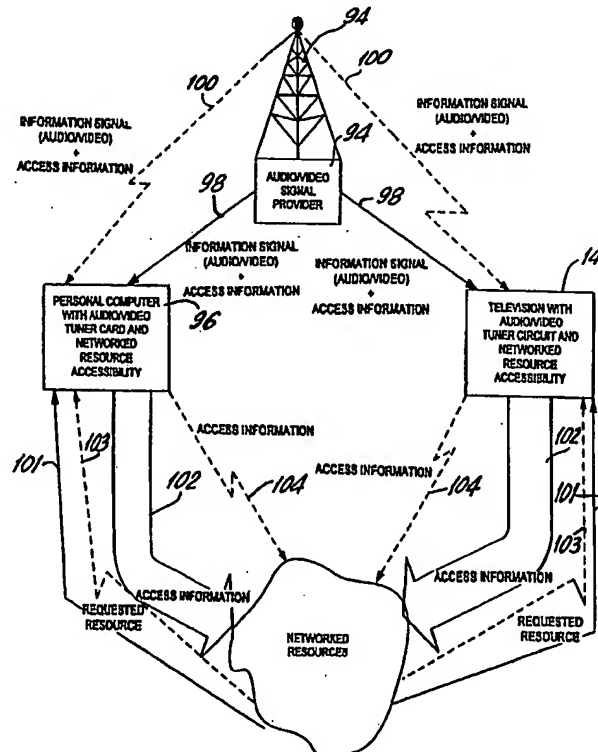 94
100
100
INFORMATION SIGNAL
(AUDIO/VIDEO)
+
ACCESS INFORMATION
INFORMATION SIGNAL
(AUDIO/VIDEO)
+
ACCESS INFORMATION
94
AUDIO/VIDEO
SIGNAL
PROVIDER
98
98
INFORMATION SIGNAL
(AUDIO/VIDEO)
+
ACCESS INFORMATION
INFORMATION SIGNAL
(AUDIO/VIDEO)
+
ACCESS INFORMATION
PERSONAL COMPUTER
WITH AUDIO/VIDEO
TUNER CARD AND
NETWORKED
RESOURCE
ACCESSIBILITY
96
14
TELEVISION WITH
AUDIO/VIDEO
TUNER CIRCUIT AND
NETWORKED
RESOURCE
ACCESSIBILITY
101
103
102
ACCESS INFORMATION
104
ACCESS INFORMATION
104
102
101
103
ACCESS INFORMATION
REQUESTED
RESOURCE
NETWORKED
RESOURCES
ACCESS INFORMATION
REQUESTED
RESOURCE